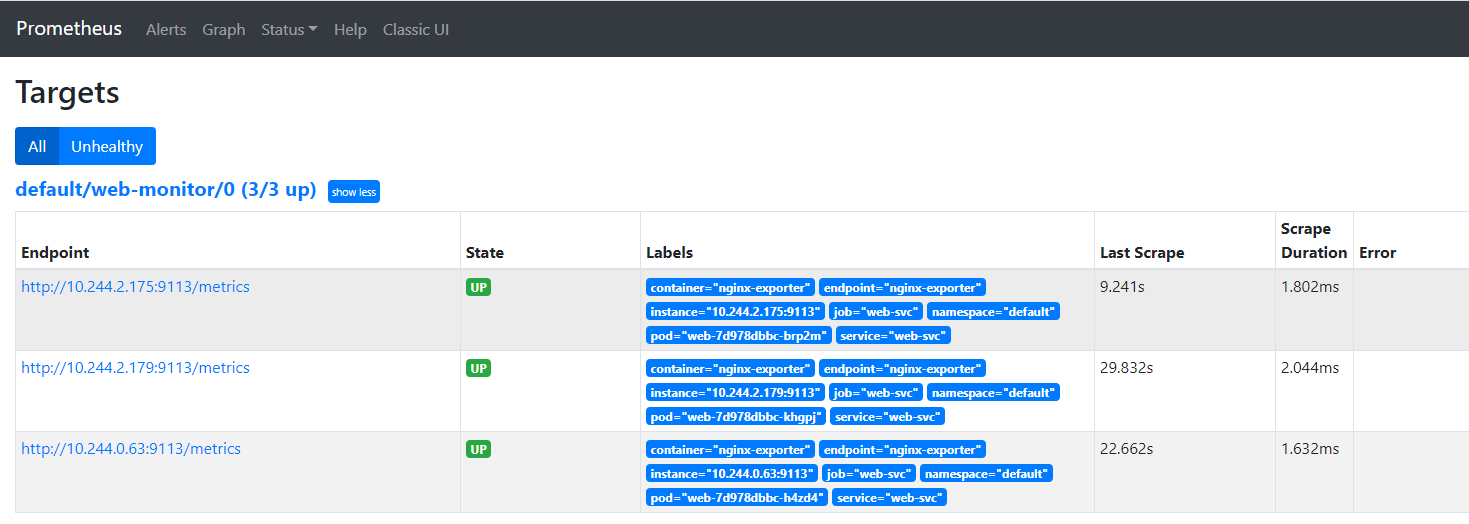 Prometheus Alerts Graph Status Help Classic UI
Targets
All Unhealthy
default/web-monitor/0 (3/3 up) show less
Endpoint State Labels Last Scrape Scrape Duration Error
http://10.244.2.175:9113/metrics UP container="nginx-exporter" endpoint="nginx-exporter" 9.241s 1.802ms
instance="10.244.2.175:9113" job="web-svc" namespace="default"
pod="web-7d978dbbc-brp2m" service="web-svc"
http://10.244.2.179:9113/metrics UP container="nginx-exporter" endpoint="nginx-exporter" 29.832s 2.044ms
instance="10.244.2.179:9113" job="web-svc" namespace="default"
pod="web-7d978dbbc-khgpj" service="web-svc"
http://10.244.0.63:9113/metrics UP container="nginx-exporter" endpoint="nginx-exporter" 22.662s 1.632ms
instance="10.244.0.63:9113" job="web-svc" namespace="default"
pod="web-7d978dbbc-h4zd4" service="web-svc"